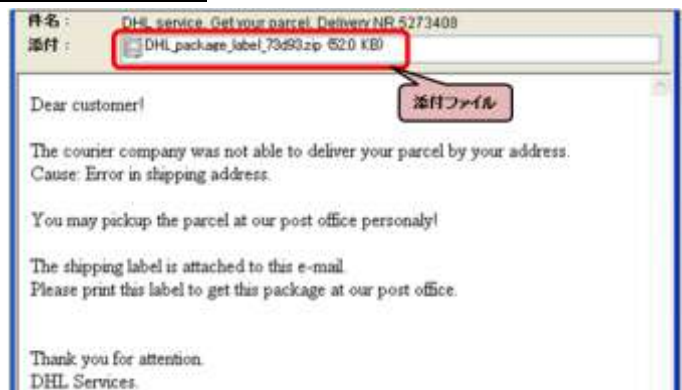 件名： DHL service. Get your parcel. Delivery NR.5273408
添付： DHL_package_label_73d93.zip (52.0 KB)
添付ファイル
Dear customer!
The courier company was not able to deliver your parcel by your address.
Cause: Error in shipping address.
You may pickup the parcel at our post office personaly!
The shipping label is attached to this e-mail.
Please print this label to get this package at our post office.
Thank you for attention.
DHL Services.